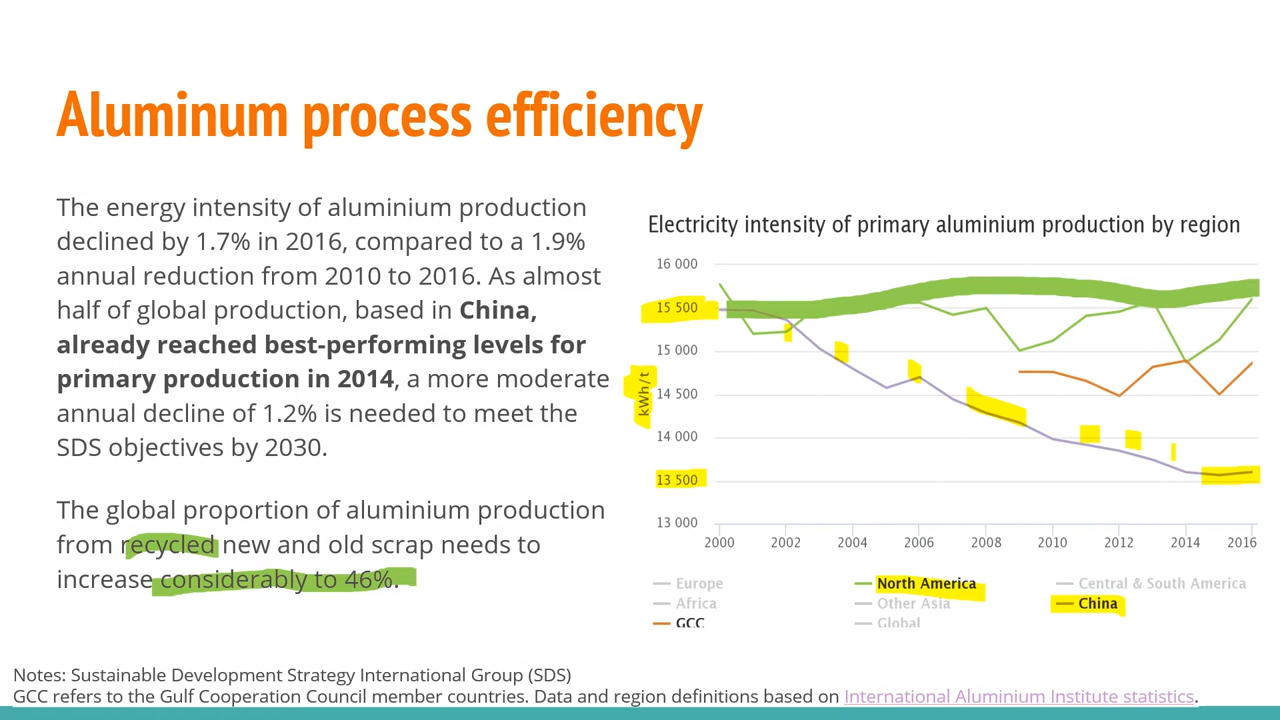 Aluminum process efficiency
The energy intensity of aluminium production
declined by 1.7% in 2016, compared to a 1.9%
annual reduction from 2010 to 2016. As almost
half of global production, based in China,
already reached best-performing levels for
primary production in 2014, a more moderate
annual decline of 1.2% is needed to meet the
SDS objectives by 2030.
The global proportion of aluminium production
from recycled new and old scrap needs to
increase considerably to 46%.
Electricity intensity of primary aluminium production by region
16 000
15 500
15 000
14 500
14 000
13 500
13 000
kWh/t
2000 2002 2004 2006 2008 2010 2012 2014 2016
Europe North America Central & South America
Africa Other Asia China
GCC Global
Notes: Sustainable Development Strategy International Group (SDS)
GCC refers to the Gulf Cooperation Council member countries. Data and region definitions based on International Aluminium Institute statistics.